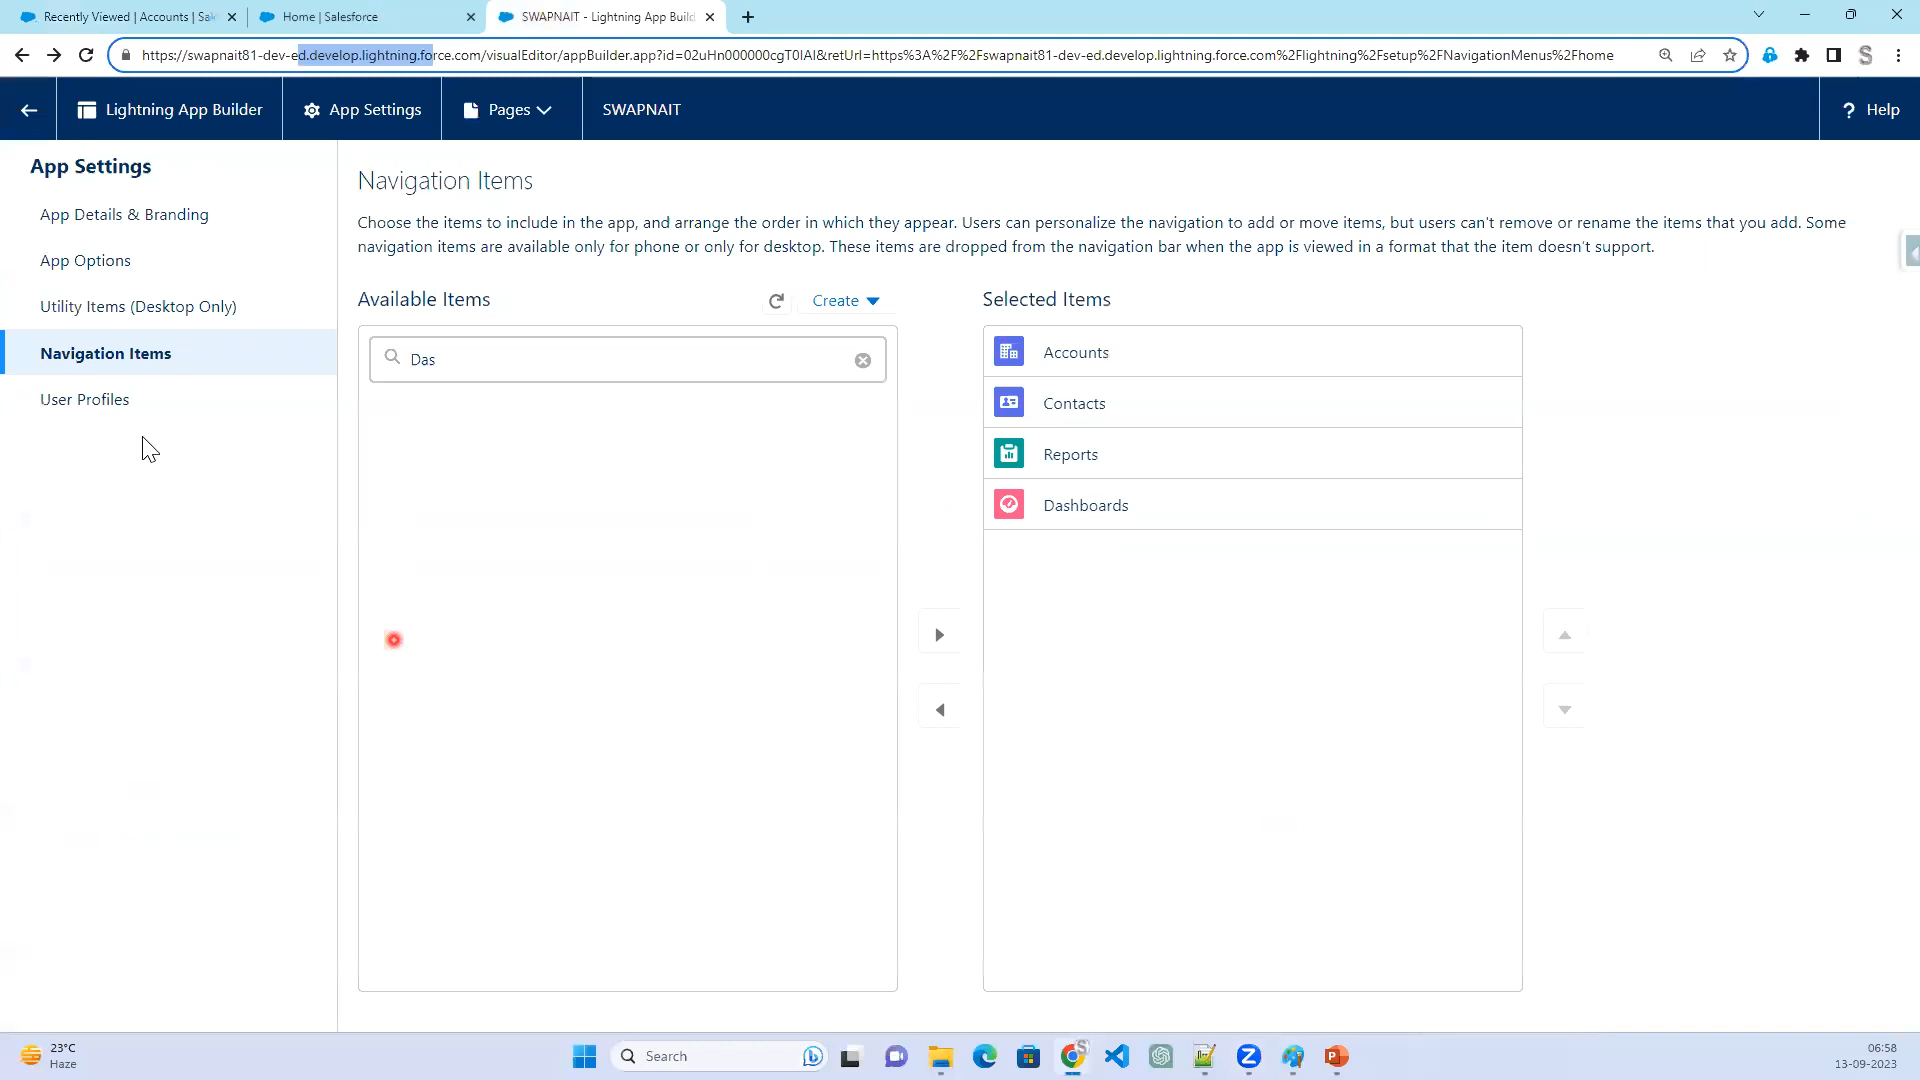 Recently Viewed | Accounts | Sal
Home | Salesforce
SWAPNAIT - Lightning App Build
https://swapnait81-dev-ed.develop.lightning.force.com/visualEditor/appBuilder.app?id=02uHn000000cgT0IAI&retUrl=https%3A%2F%2Fswapnait81-dev-ed.develop.lightning.force.com%2Flightning%2Fsetup%2FNavigationMenus%2Fhome
Lightning App Builder
App Settings
Pages
SWAPNAIT
? Help
App Settings
App Details & Branding
App Options
Utility Items (Desktop Only)
Navigation Items
User Profiles
Navigation Items
Choose the items to include in the app, and arrange the order in which they appear. Users can personalize the navigation to add or move items, but users can't remove or rename the items that you add. Some
navigation items are available only for phone or only for desktop. These items are dropped from the navigation bar when the app is viewed in a format that the item doesn't support.
Available Items
Create
Das
Selected Items
Accounts
Contacts
Reports
Dashboards
23°C
Haze
Search
06:58
13-09-2023